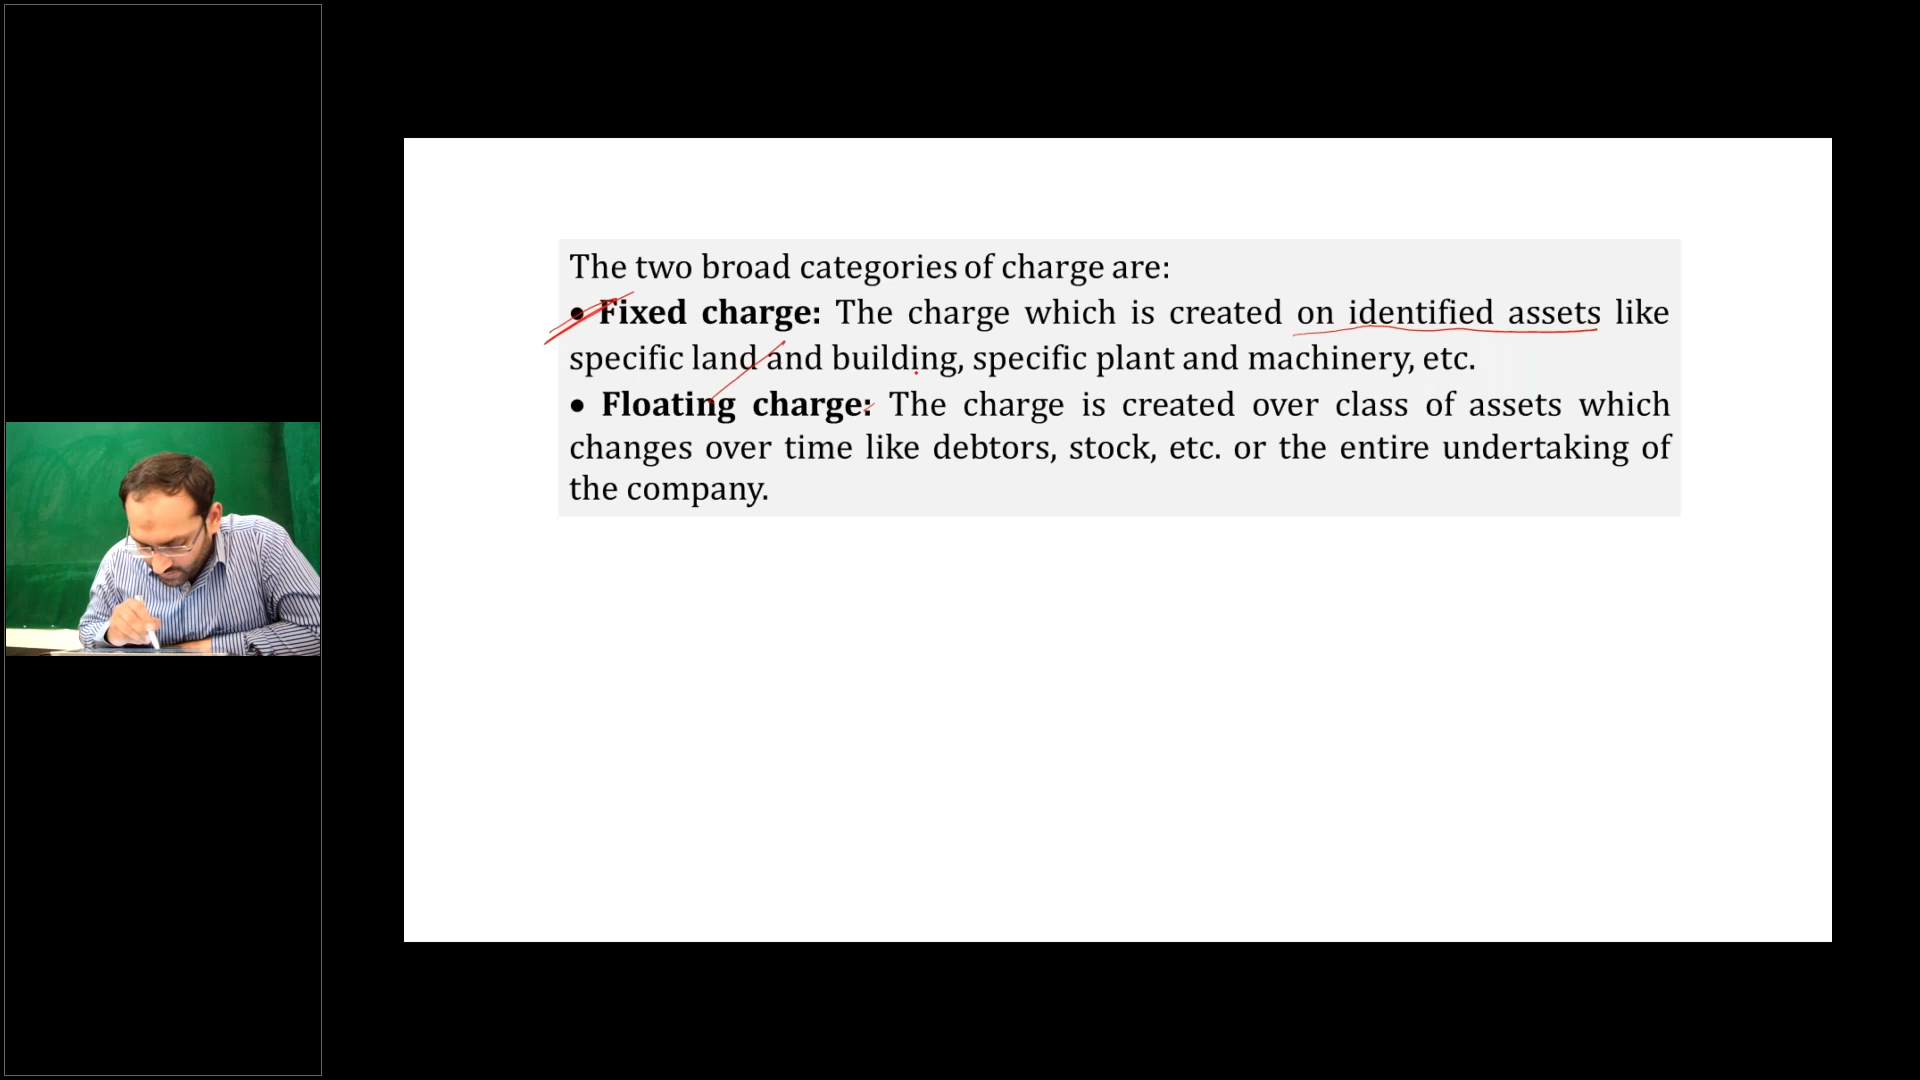 The two broad categories of charge are:
• Fixed charge: The charge which is created on identified assets like
specific land and building, specific plant and machinery, etc.
• Floating charge: The charge is created over class of assets which
changes over time like debtors, stock, etc. or the entire undertaking of
the company.